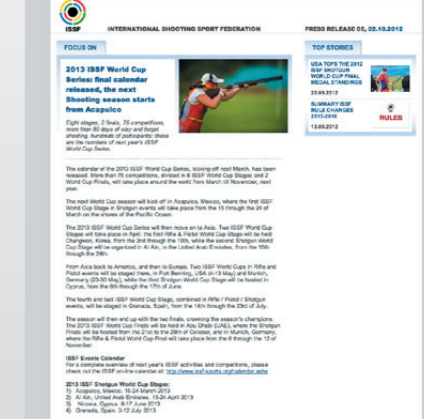 ISSF
INTERNATIONAL SHOOTING SPORT FEDERATION
PRESS RELEASE 05, 02.10.2012
FOCUS ON
TOP STORIES
2013 ISSF World Cup
Series: final calendar
released, the next
Shooting season starts
from Acapulco
Eight stages, 2 finals, 75 competitions,
more than 80 days of clay and target
shooting, hundreds of participants: these
are the numbers of next year's ISSF
World Cup Series.
USA TOPS THE 2012
ISSF SHOTGUN
WORLD CUP FINAL
MEDAL STANDINGS
SUMMARY ISSF
RULE CHANGES
2013-2016
13.09.2012
RULES
The calendar of the 2013 ISSF World Cup Series, kicking-off next March, has been
released. More than 75 competitions, divided in 8 ISSF World Cup Stages and 2
World Cup Finals, will take place around the world from March till November, next
year.
The next World Cup season will kick-off in Acapulco, Mexico, where the first ISSF
World Cup Stage in Shotgun events will take place from the 15 through the 24 of
March on the shores of the Pacific Ocean.
The 2013 ISSF World Cup Series will then move on to Asia. Two ISSF World Cup
Stages will take place in April: the first Rifle & Pistol World Cup Stage will be held
Changwon, Korea, from the 2nd through the 10th, while the second Shotgun World
Cup Stage will be organized in Al Ain, in the United Arab Emirates, from the 15th
through the 24th.
From Asia back to America, and then to Europe. Two ISSF World Cups in Rifle and
Pistol events will be staged there, in Fort Benning, USA (4-13 May) and Munich,
Germany (23-30 May), while the third Shotgun World Cup Stage will be hosted in
Cyprus, from the 8th through the 17th of June.
The fourth and last ISSF World Cup Stage, combined in Rifle / Pistol / Shotgun
events, will be staged in Granada, Spain, from the 14th through the 23rd of July.
The season will then end up with the two finals, crowning the season's champions.
The 2013 ISSF World Cup Finals will be held in Abu Dhabi (UAE), where the Shotgun
Finals will be hosted from the 21st to the 29th of October, and in Munich, Germany,
where the Rifle & Pistol World Cup Final will take place from the 6 through the 12 of
November.
ISSF Events Calendar
For a complete overview of next year's ISSF activities and competitions, please
check out the ISSF on-line calendar at:
2013 ISSF Shotgun World Cup Stages:
1) Acapulco, Mexico, 15-24 March 2013
2) Al Ain, United Arab Emirates, 15-24 April 2013
3) Nicosia, Cyprus, 8-17 June 2013
4) Granada, Spain, 3-12 July 2013